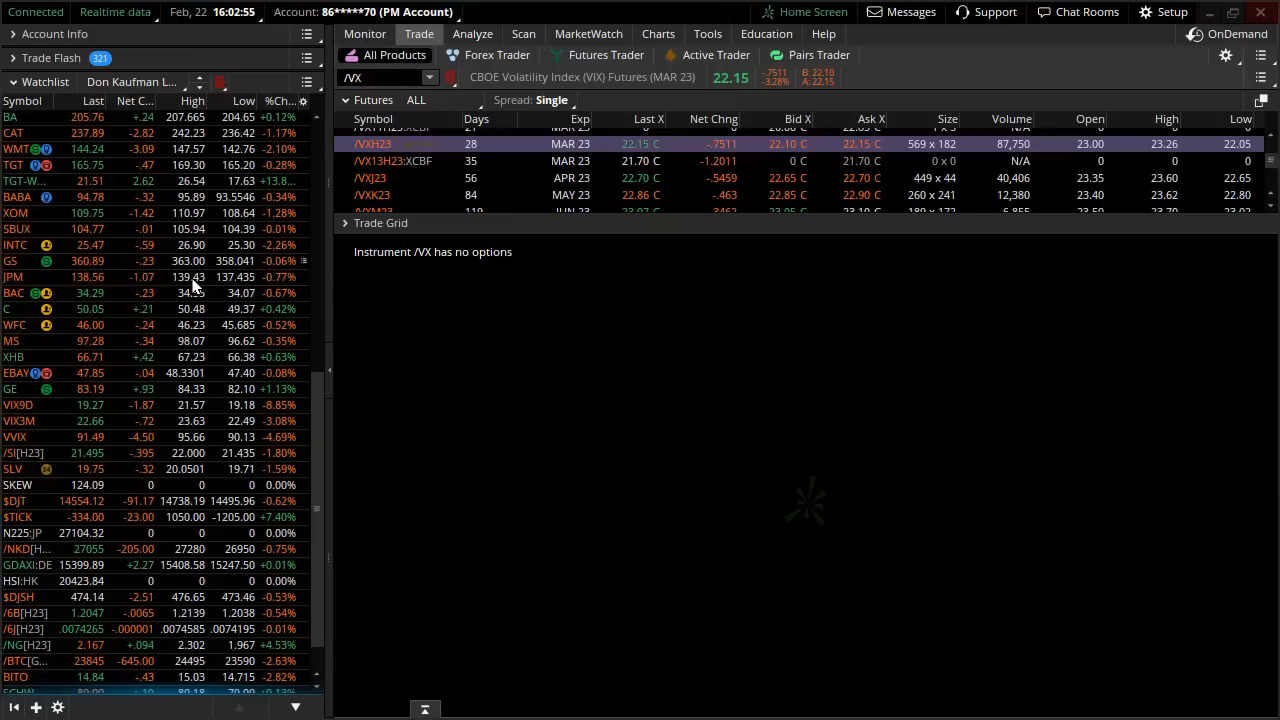 Connected Realtime data Feb, 22 16:02:55 Account: 86*****70 (PM Account) Home Screen Messages Support Chat Rooms Setup
Account Info
Monitor Trade Analyze Scan MarketWatch Charts Tools Education Help OnDemand
Trade Flash 321
All Products Forex Trader Futures Trader Active Trader Pairs Trader
Watchlist Don Kaufman L...
/VX CBOE Volatility Index (VIX) Futures (MAR 23) 22.15 -.7511 -3.28% B: 22.10 A: 22.15
Futures ALL Spread: Single
Symbol Last Net C... High Low %Ch...
Symbol Days Exp Last X Net Chng Bid X Ask X Size Volume Open High Low
/VXH23 28 MAR 23 22.15 C -.7511 22.10 C 22.15 C 569 x 182 87,750 23.00 23.26 22.05
/VX13H23:XCBF 35 MAR 23 21.70 C -1.2011 0 C 21.70 C 0 x 0 N/A 0 0 0
/VXJ23 56 APR 23 22.70 C -.5459 22.65 C 22.70 C 449 x 44 40,406 23.35 23.60 22.65
/VXK23 84 MAY 23 22.86 C -.463 22.85 C 22.90 C 260 x 241 12,380 23.40 23.62 22.80
Trade Grid
Instrument /VX has no options
BA 205.76 +.24 207.665 204.65 +0.12%
CAT 237.89 -2.82 242.23 236.42 -1.17%
WMT 144.24 -3.09 147.57 142.76 -2.10%
TGT 165.75 -.47 169.30 165.20 -0.28%
TGT-W... 21.51 2.62 26.54 17.63 +13.8...
BABA 94.78 -.32 95.89 93.5546 -0.34%
XOM 109.75 -1.42 110.97 108.64 -1.28%
SBUX 104.77 -.01 105.94 104.39 -0.01%
INTC 25.47 -.59 26.90 25.30 -2.26%
GS 360.89 -.23 363.00 358.041 -0.06%
JPM 138.56 -1.07 139.43 137.435 -0.77%
BAC 34.29 -.23 34.07 -0.67%
C 50.05 +.21 50.48 49.37 +0.42%
WFC 46.00 -.24 46.23 45.685 -0.52%
MS 97.28 -.34 98.07 96.62 -0.35%
XHB 66.71 +.42 67.23 66.38 +0.63%
EBAY 47.85 -.04 48.3301 47.40 -0.08%
GE 83.19 +.93 84.33 82.10 +1.13%
VIX9D 19.27 -1.87 21.57 19.18 -8.85%
VIX3M 22.66 -.72 23.63 22.49 -3.08%
VVIX 91.49 -4.50 95.66 90.13 -4.69%
/SI[H23] 21.495 -.395 22.000 21.435 -1.80%
SLV 19.75 -.32 20.0501 19.71 -1.59%
SKEW 124.09 0 0 0 0.00%
$DJT 14554.12 -91.17 14738.19 14495.96 -0.62%
$TICK -334.00 -23.00 1050.00 -1205.00 +7.40%
N225:JP 27104.32 0 0 0 0.00%
/NKD[H... 27055 -205.00 27280 26950 -0.75%
GDAXI:DE 15399.89 +2.27 15408.58 15247.50 +0.01%
HSI:HK 20423.84 0 0 0 0.00%
$DJSH 474.14 -2.51 476.65 473.46 -0.53%
/6B[H23] 1.2047 -.0065 1.2139 1.2038 -0.54%
/6J[H23] .0074265 -.000001 .0074585 .0074195 -0.01%
/NG[H23] 2.167 +.094 2.302 1.967 +4.53%
/BTC[G... 23845 -645.00 24495 23590 -2.63%
BITO 14.84 -.43 15.03 14.715 -2.82%